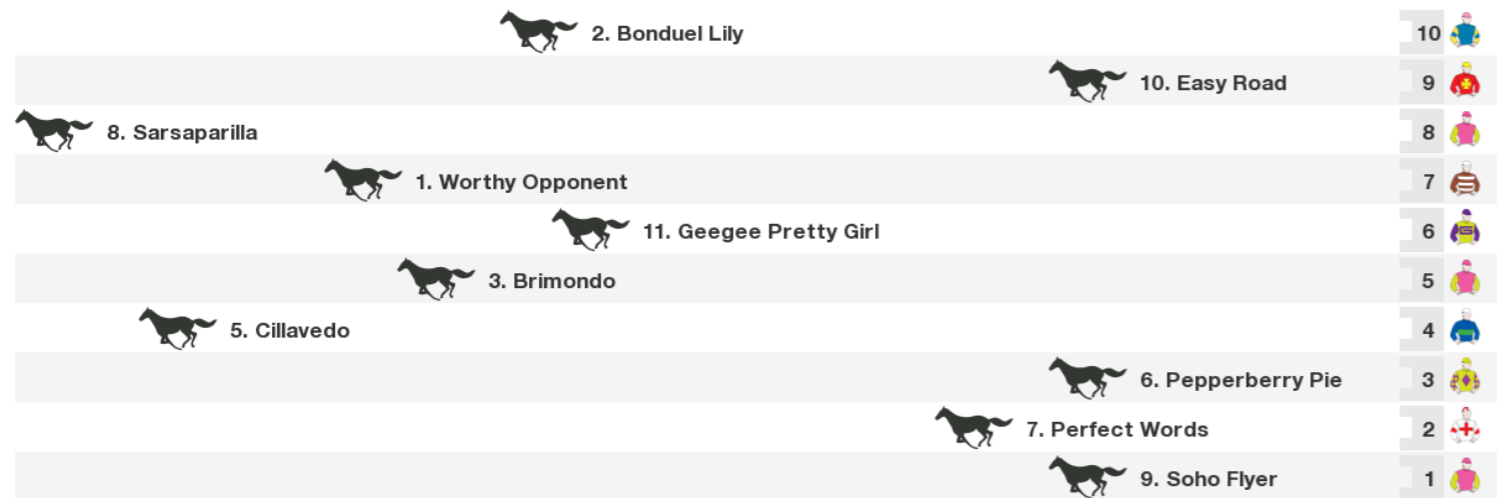 2. Bonduel Lily 10
10. Easy Road 9
8. Sarsaparilla 8
1. Worthy Opponent 7
11. Geegee Pretty Girl 6
3. Brimondo 5
5. Cillavedo 4
6. Pepperberry Pie 3
7. Perfect Words 2
9. Soho Flyer 1